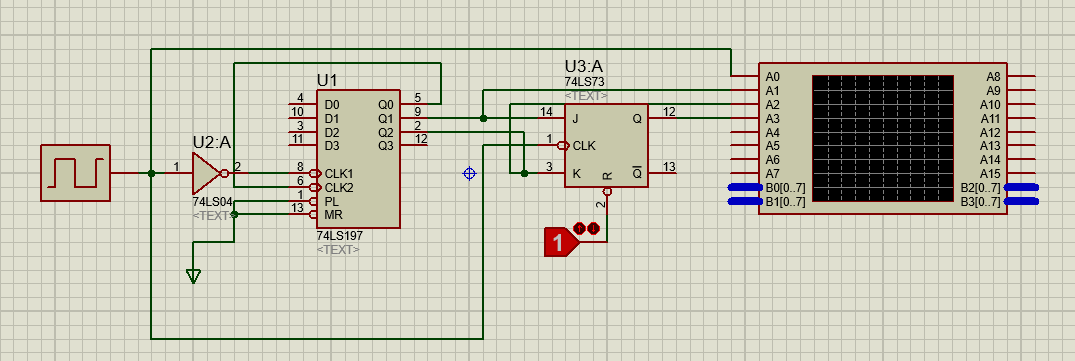 U1
4 D0 Q0 5
10 D1 Q1 9
3 D2 Q2 2
11 D3 Q3 12
8 CLK1
6 CLK2
1 PL
13 MR
74LS197
<TEXT>
U2:A
1 2
74LS04
<TEXT>
U3:A
74LS73
<TEXT>
14 J Q 12
1 CLK
3 K Q 13
R
2
1
A0 A8
A1 A9
A2 A10
A3 A11
A4 A12
A5 A13
A6 A14
A7 A15
B0[0..7] B2[0..7]
B1[0..7] B3[0..7]